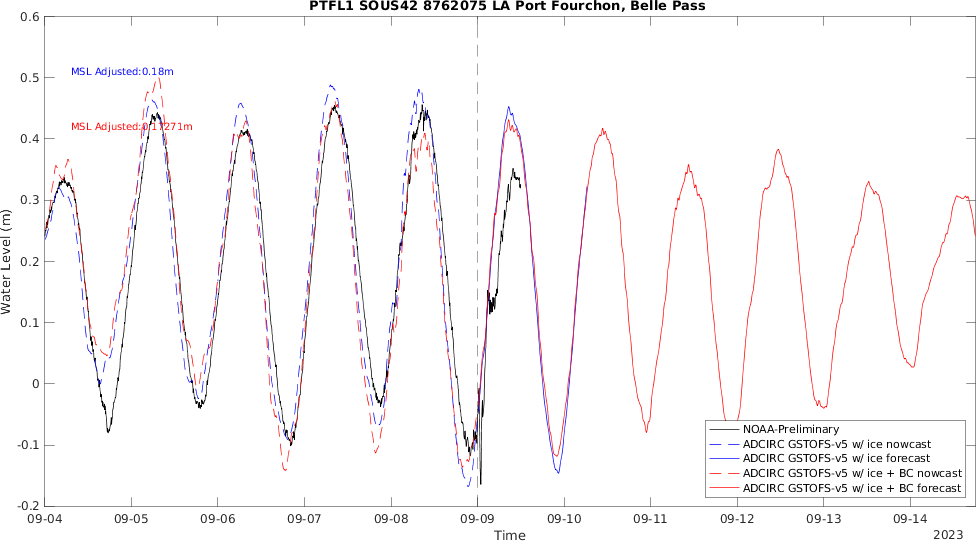 PTFL1 SOUS42 8762075 LA Port Fourchon, Belle Pass
0.6
0.5
0.4
0.3
0.2
0.1
0
-0.1
-0.2
Water Level (m)
MSL Adjusted:0.18m
MSL Adjusted:0.17271m
NOAA-Preliminary
ADCIRC GSTOFS-v5 w/ ice nowcast
ADCIRC GSTOFS-v5 w/ ice forecast
ADCIRC GSTOFS-v5 w/ ice + BC nowcast
ADCIRC GSTOFS-v5 w/ ice + BC forecast
09-04 09-05 09-06 09-07 09-08 09-09 09-10 09-11 09-12 09-13 09-14
Time
2023